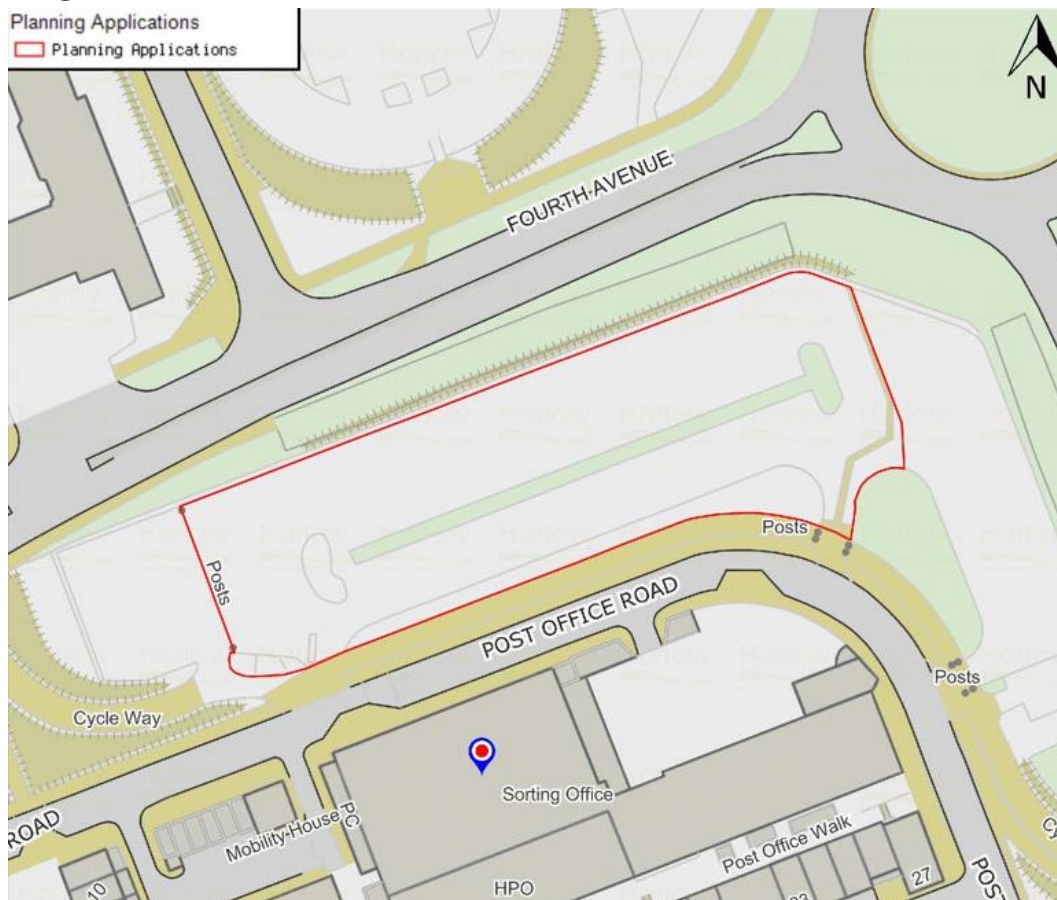 Planning Applications
Planning Applications
N
FOURTH AVENUE
Posts
Posts
POST OFFICE ROAD
Posts
Cycle Way
Sorting Office
ROAD
Mobility House
PC
Post Office Walk
10
HPO
27
POST